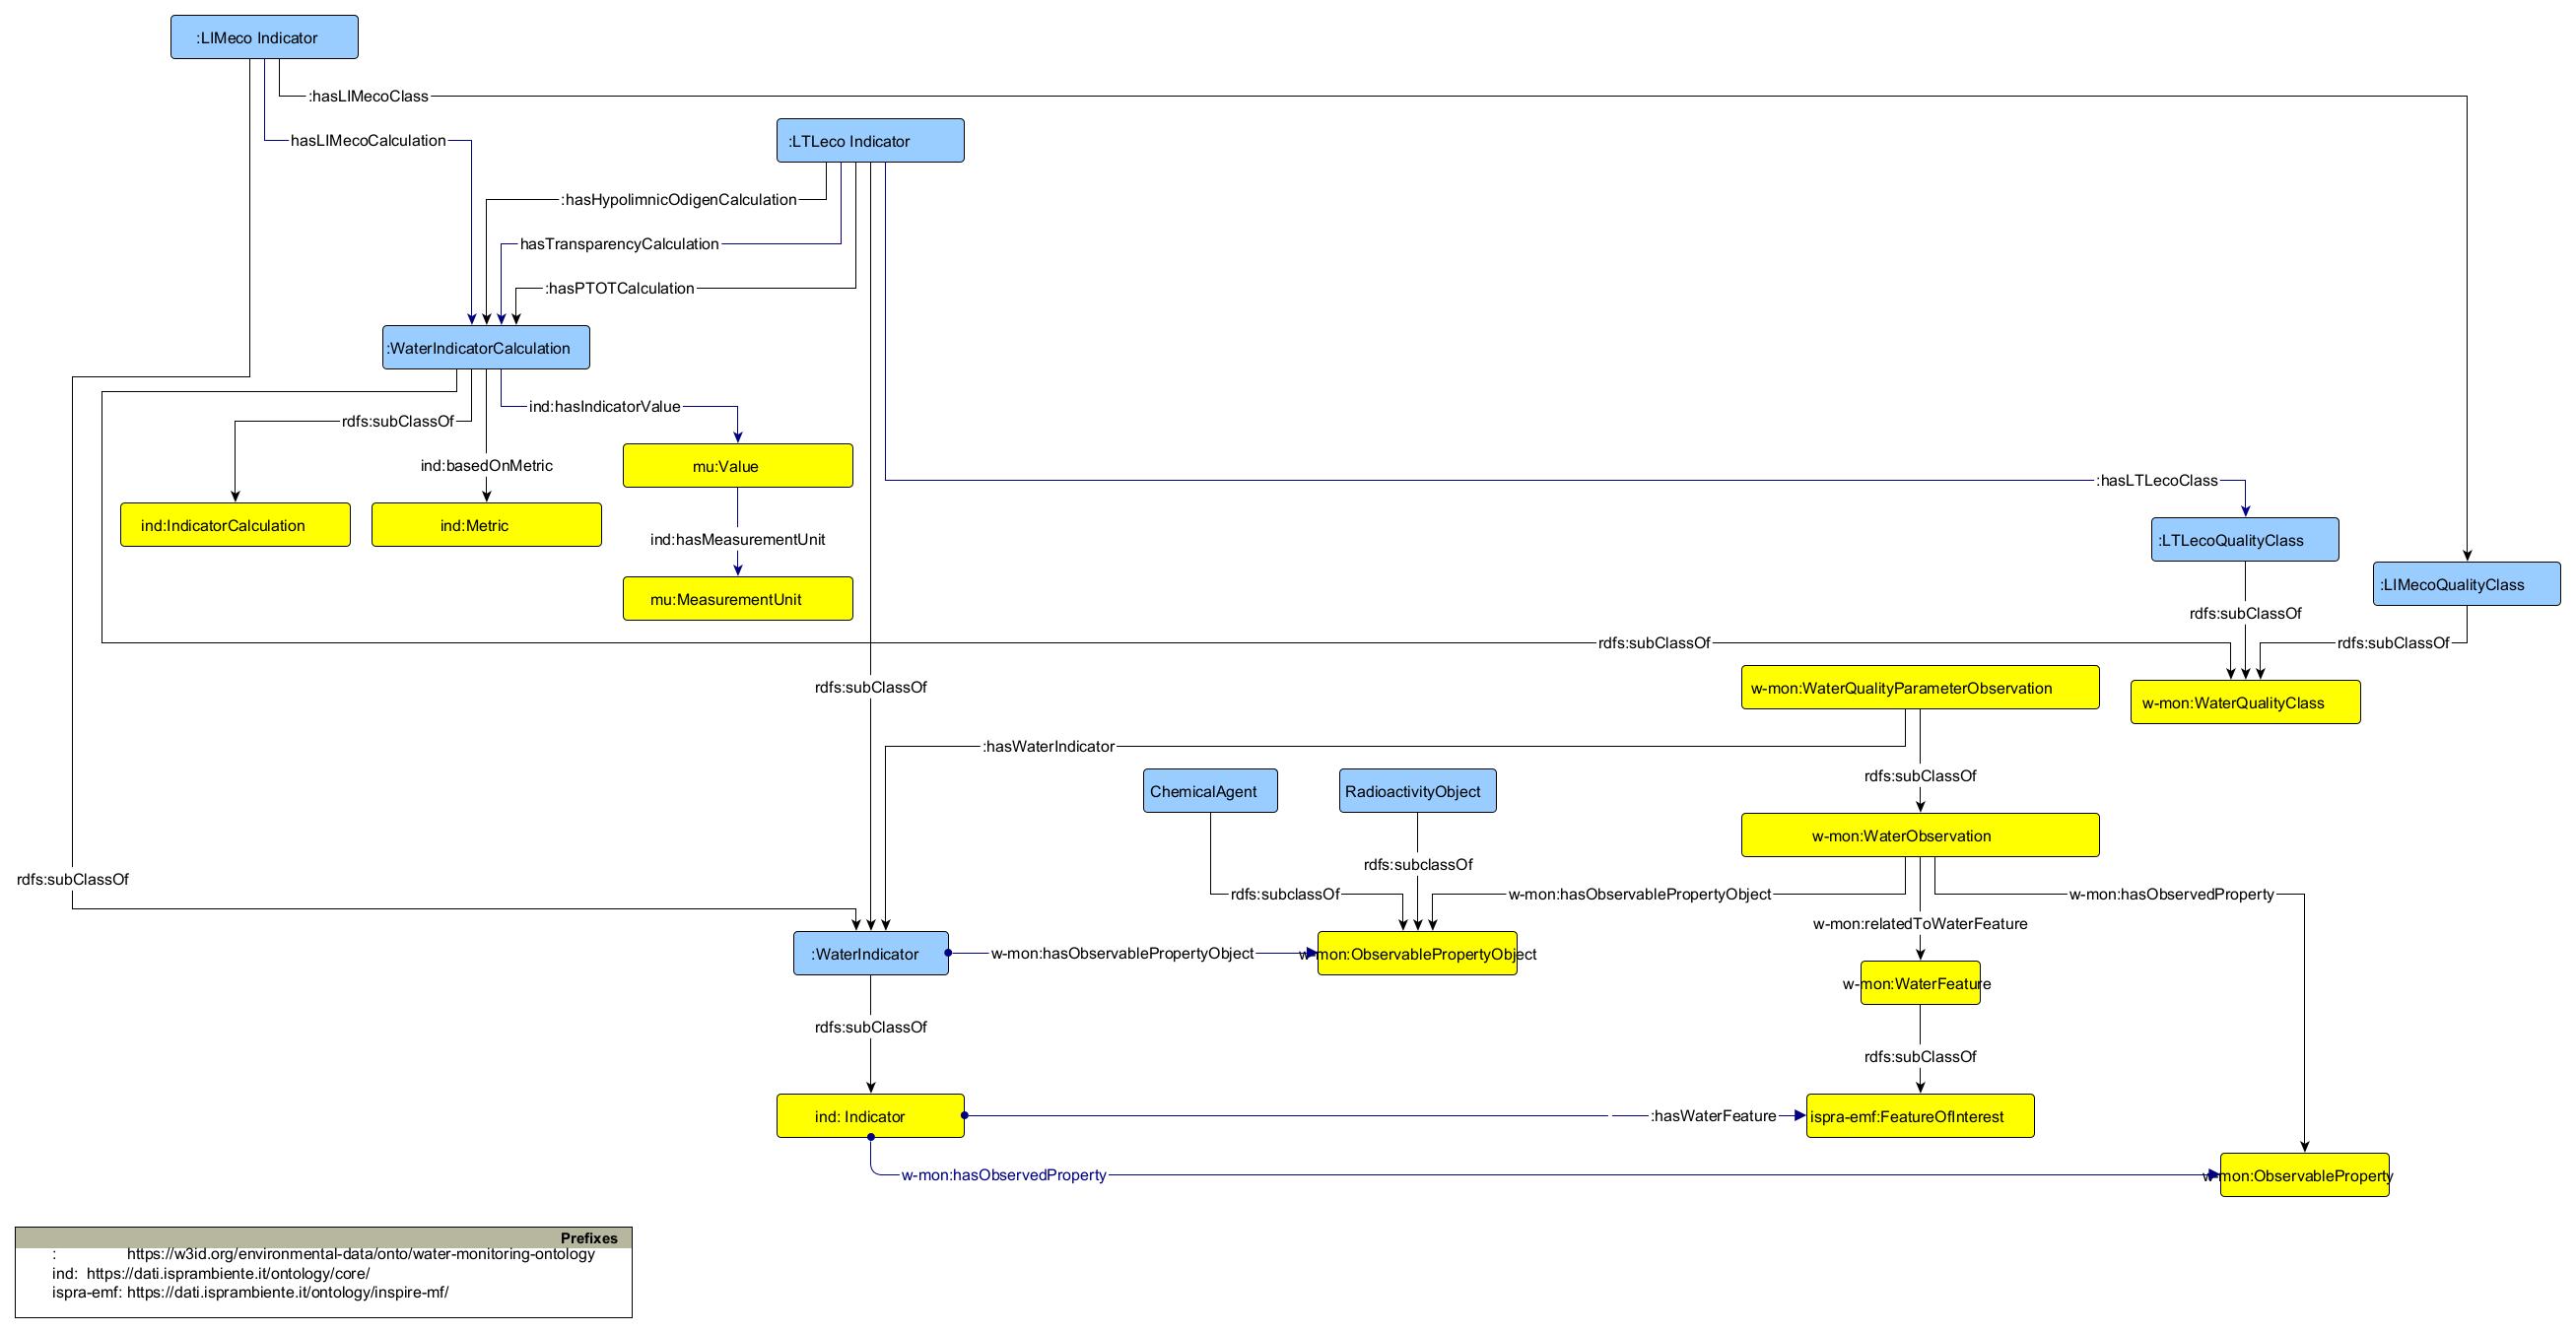 :LIMeco Indicator
:hasLIMecoClass
hasLIMecoCalculation
:LTLeco Indicator
:hasHypolimnicOdigenCalculation
hasTransparencyCalculation
:hasPTOTCalculation
:WaterIndicatorCalculation
ind:hasIndicatorValue
rdfs:subClassOf
ind:basedOnMetric
mu:Value
:hasLTLecoClass
ind:IndicatorCalculation
ind:Metric
ind:hasMeasurementUnit
:LTLecoQualityClass
:LIMecoQualityClass
mu:MeasurementUnit
rdfs:subClassOf
rdfs:subClassOf
rdfs:subClassOf
rdfs:subClassOf
w-mon:WaterQualityParameterObservation
w-mon:WaterQualityClass
:hasWaterIndicator
rdfs:subClassOf
ChemicalAgent
RadioactivityObject
w-mon:WaterObservation
rdfs:subclassOf
rdfs:subClassOf
rdfs:subclassOf
w-mon:hasObservablePropertyObject
w-mon:hasObservedProperty
w-mon:relatedToWaterFeature
:WaterIndicator
w-mon:hasObservablePropertyObject
w-mon:ObservablePropertyObject
w-mon:WaterFeature
rdfs:subClassOf
rdfs:subClassOf
ind: Indicator
:hasWaterFeature
ispra-emf:FeatureOfInterest
w-mon:hasObservedProperty
w-mon:ObservableProperty
Prefixes
: https://w3id.org/environmental-data/onto/water-monitoring-ontology
ind: https://dati.isprambiente.it/ontology/core/
ispra-emf: https://dati.isprambiente.it/ontology/inspire-mf/